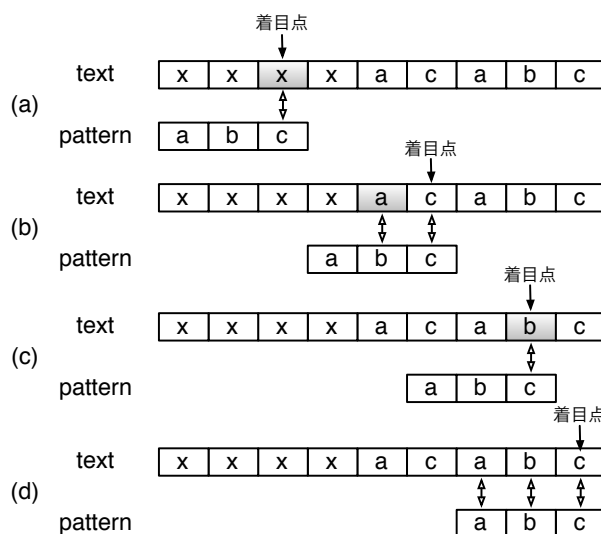 着目点
text x x x x a c a b c
(a)
pattern a b c
着目点
text x x x x a c a b c
(b)
pattern a b c
着目点
text x x x x a c a b c
(c)
pattern a b c
着目点
text x x x x a c a b c
(d)
pattern a b c